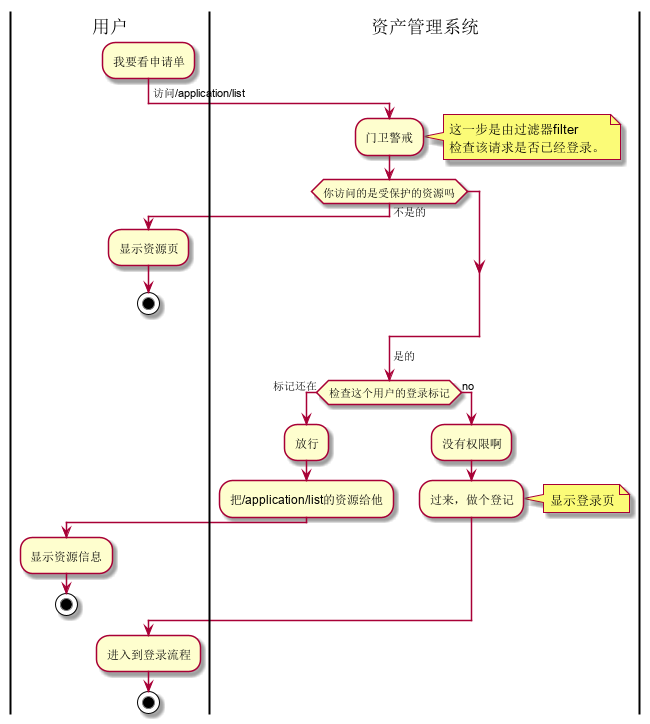 用户
资产管理系统
我要看申请单
访问/application/list
门卫警戒
这一步是由过滤器filter
检查该请求是否已经登录。
你访问的是受保护的资源吗
不是的
显示资源页
是的
标记还在
检查这个用户的登录标记
no
放行
没有权限啊
把/application/list的资源给他
过来，做个登记
显示登录页
显示资源信息
进入到登录流程